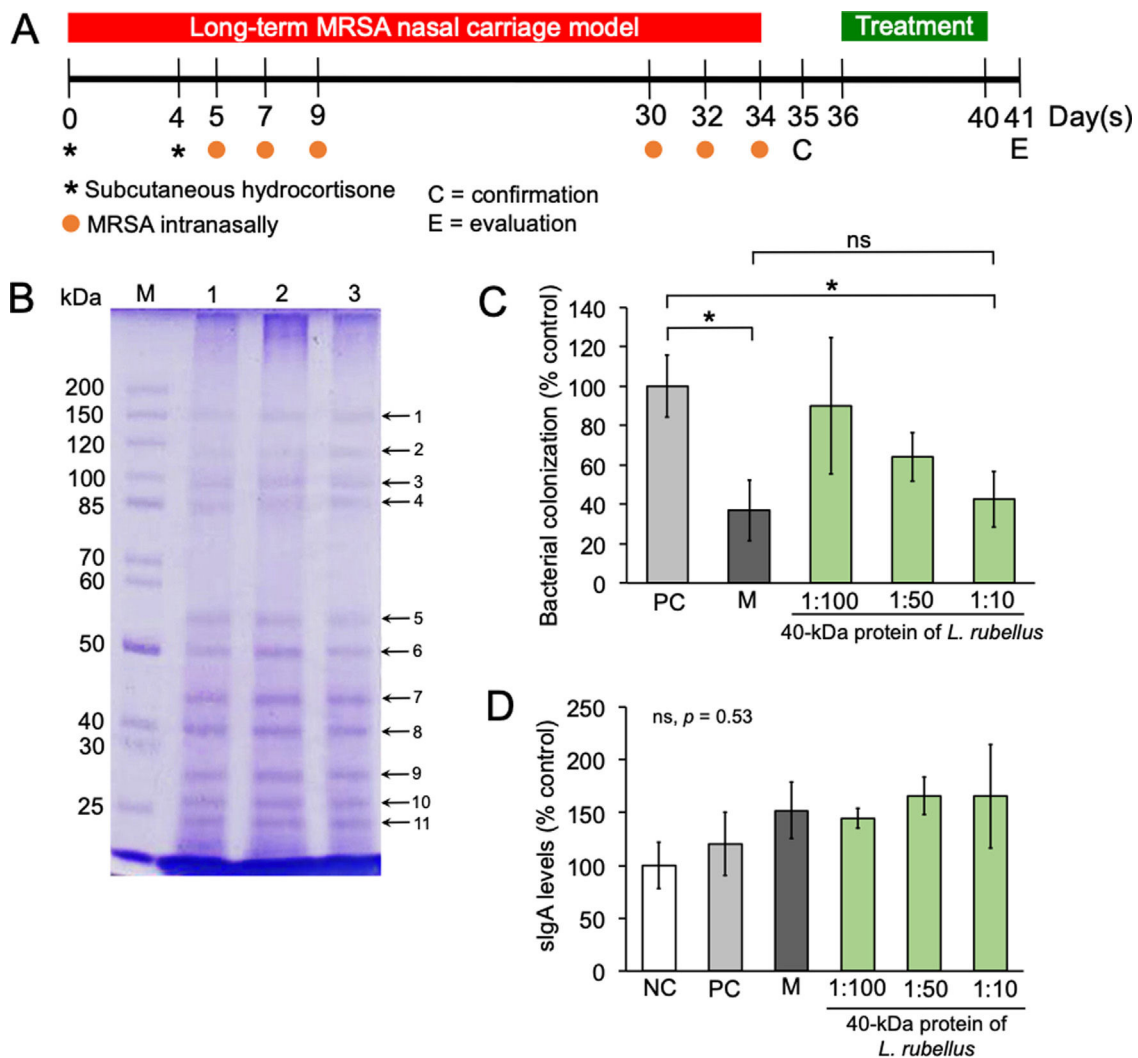 A
Long-term MRSA nasal carriage model
Treatment
0 4 5 7 9 30 32 34 35 36 40 41 Day(s)
* * C E
* Subcutaneous hydrocortisone
MRSA intranasally
C = confirmation
E = evaluation
B
kDa M 1 2 3
200
150
120
100
85
70
60
50
40
30
25
1
2
3
4
5
6
7
8
9
10
11
C
ns
*
*
Bacterial colonization (% control)
140
120
100
80
60
40
20
0
PC M 1:100 1:50 1:10
40-kDa protein of L. rubellus
D
ns, p = 0.53
sIgA levels (% control)
250
200
150
100
50
0
NC PC M 1:100 1:50 1:10
40-kDa protein of
L. rubellus